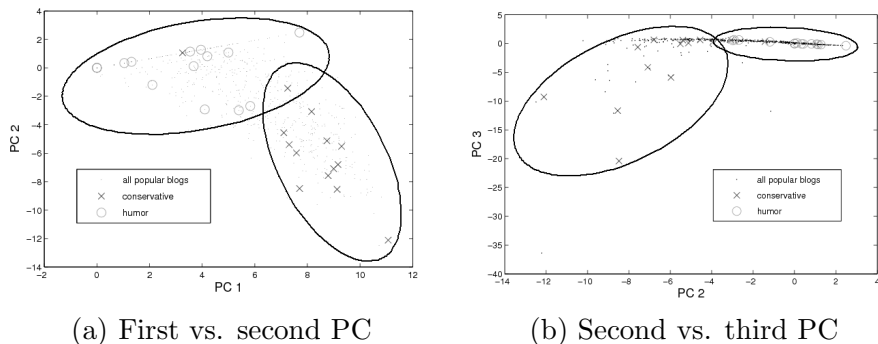 4
2
0
−2
−4
−6
−8
−10
−12
−14
PC 2
all popular blogs
conservative
humor
−2 0 2 4 6 8 10 12
PC 1
(a) First vs. second PC
5
0
−5
−10
−15
−20
−25
−30
−35
−40
PC 3
all popular blogs
conservative
humor
−14 −12 −10 −8 −6 −4 −2 0 2 4
PC 2
(b) Second vs. third PC